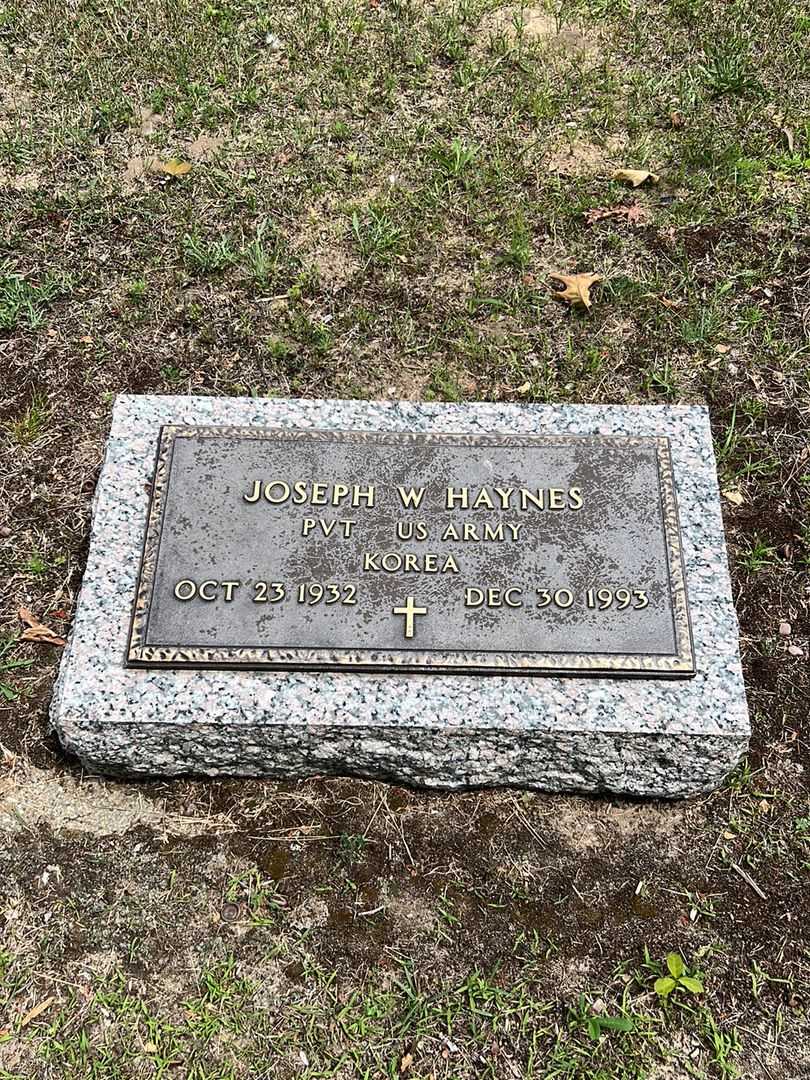 JOSEPH W HAYNES
PVT US ARMY
KOREA
OCT 23 1932 DEC 30 1993